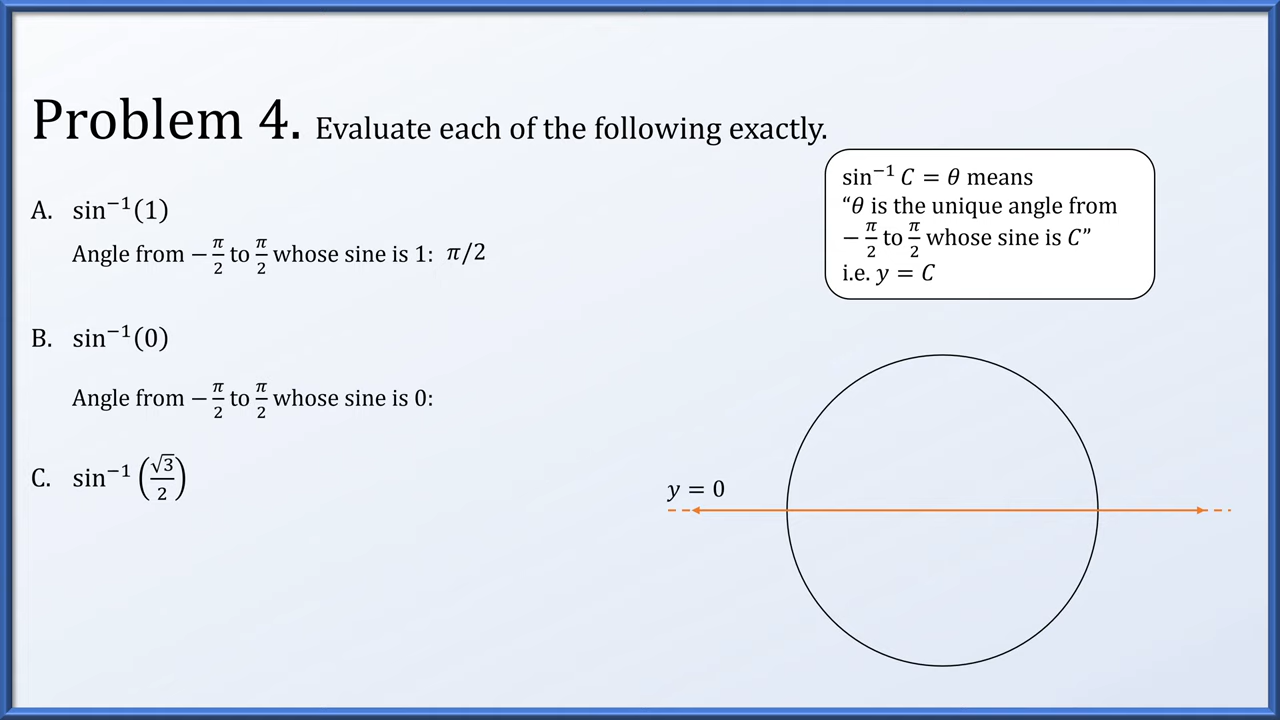 Problem 4. Evaluate each of the following exactly.
sin⁻¹ C = θ means
“θ is the unique angle from
−π/2 to π/2 whose sine is C”
i.e. y = C
A. sin⁻¹(1)
Angle from −π/2 to π/2 whose sine is 1: π/2
B. sin⁻¹(0)
Angle from −π/2 to π/2 whose sine is 0:
C. sin⁻¹(√3/2)
y = 0